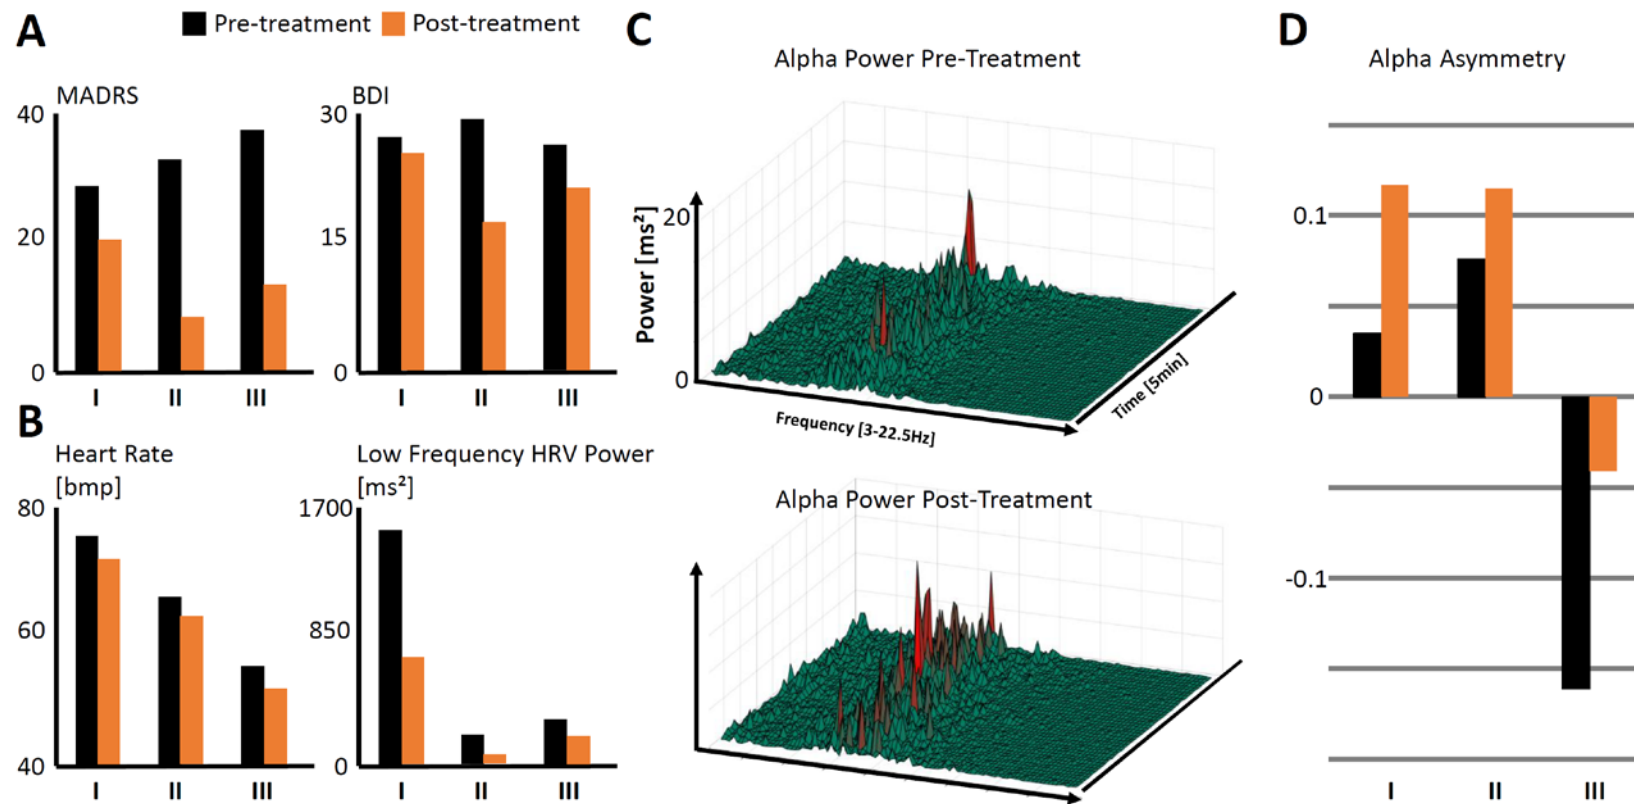 A
Pre-treatment
Post-treatment
MADRS
40
20
0
I II III
BDI
30
15
0
I II III
B
Heart Rate
[bmp]
80
60
40
I II III
Low Frequency HRV Power
[ms²]
1700
850
0
I II III
C
Alpha Power Pre-Treatment
Power [ms²]
20
0
Frequency [3-22.5Hz]
Time [5min]
Alpha Power Post-Treatment
D
Alpha Asymmetry
0.1
0
-0.1
I II III